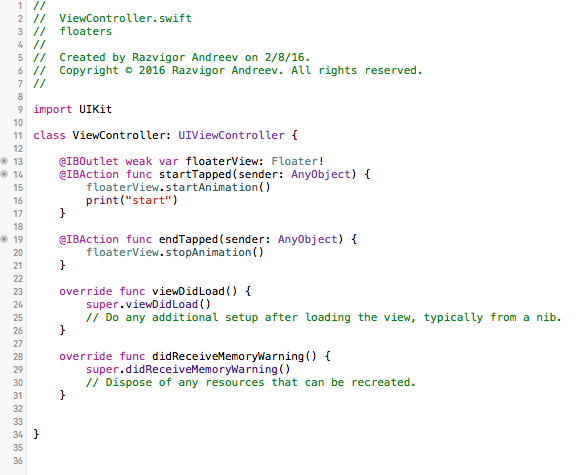 1 //
2 //  ViewController.swift
3 //  floaters
4 //
5 //  Created by Razvigor Andreev on 2/8/16.
6 //  Copyright © 2016 Razvigor Andreev. All rights reserved.
7 //
8
9 import UIKit
10
11 class ViewController: UIViewController {
12
13     @IBOutlet weak var floaterView: Floater!
14     @IBAction func startTapped(sender: AnyObject) {
15         floaterView.startAnimation()
16         print("start")
17     }
18
19     @IBAction func endTapped(sender: AnyObject) {
20         floaterView.stopAnimation()
21     }
22
23     override func viewDidLoad() {
24         super.viewDidLoad()
25         // Do any additional setup after loading the view, typically from a nib.
26     }
27
28     override func didReceiveMemoryWarning() {
29         super.didReceiveMemoryWarning()
30         // Dispose of any resources that can be recreated.
31     }
32
33
34 }
35
36